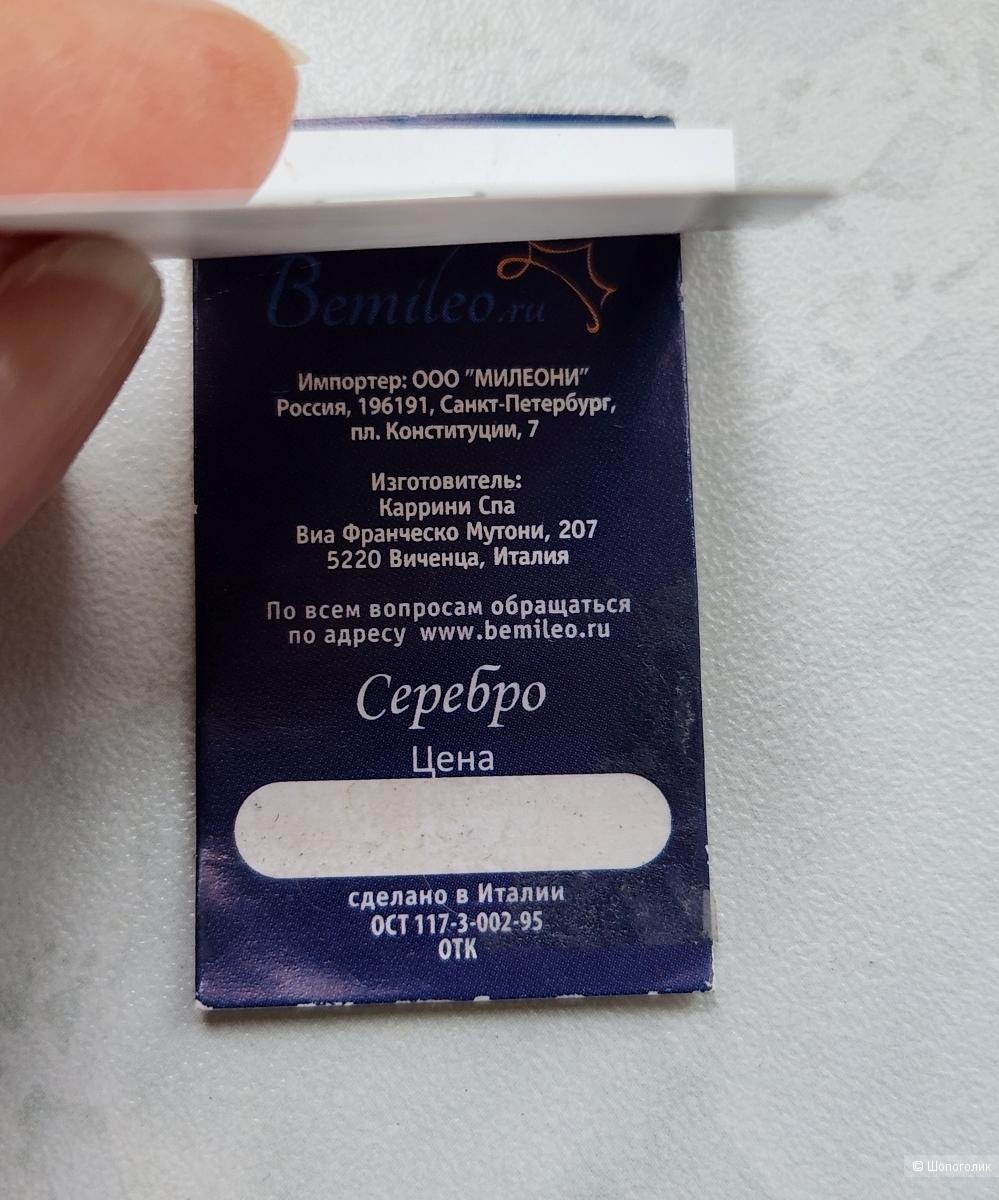 Bemileo.ru
Импортер: ООО "МИЛЕОНИ"
Россия, 196191, Санкт-Петербург,
пл. Конституции, 7
Изготовитель:
Каррини Спа
Виа Франческо Мутони, 207
5220 Виченца, Италия
По всем вопросам обращаться
по адресу www.bemileo.ru
Серебро
Цена
сделано в Италии
ОСТ 117-3-002-95
ОТК
© Шопоголик